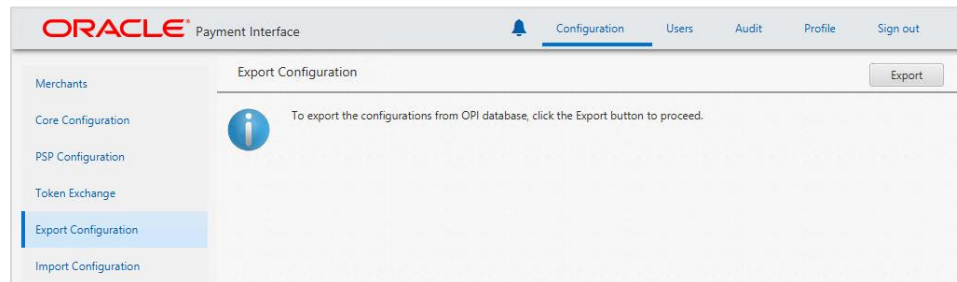 ORACLE® Payment Interface
Configuration Users Audit Profile Sign out
Merchants
Core Configuration
PSP Configuration
Token Exchange
Export Configuration
Import Configuration
Export Configuration
Export
To export the configurations from OPI database, click the Export button to proceed.